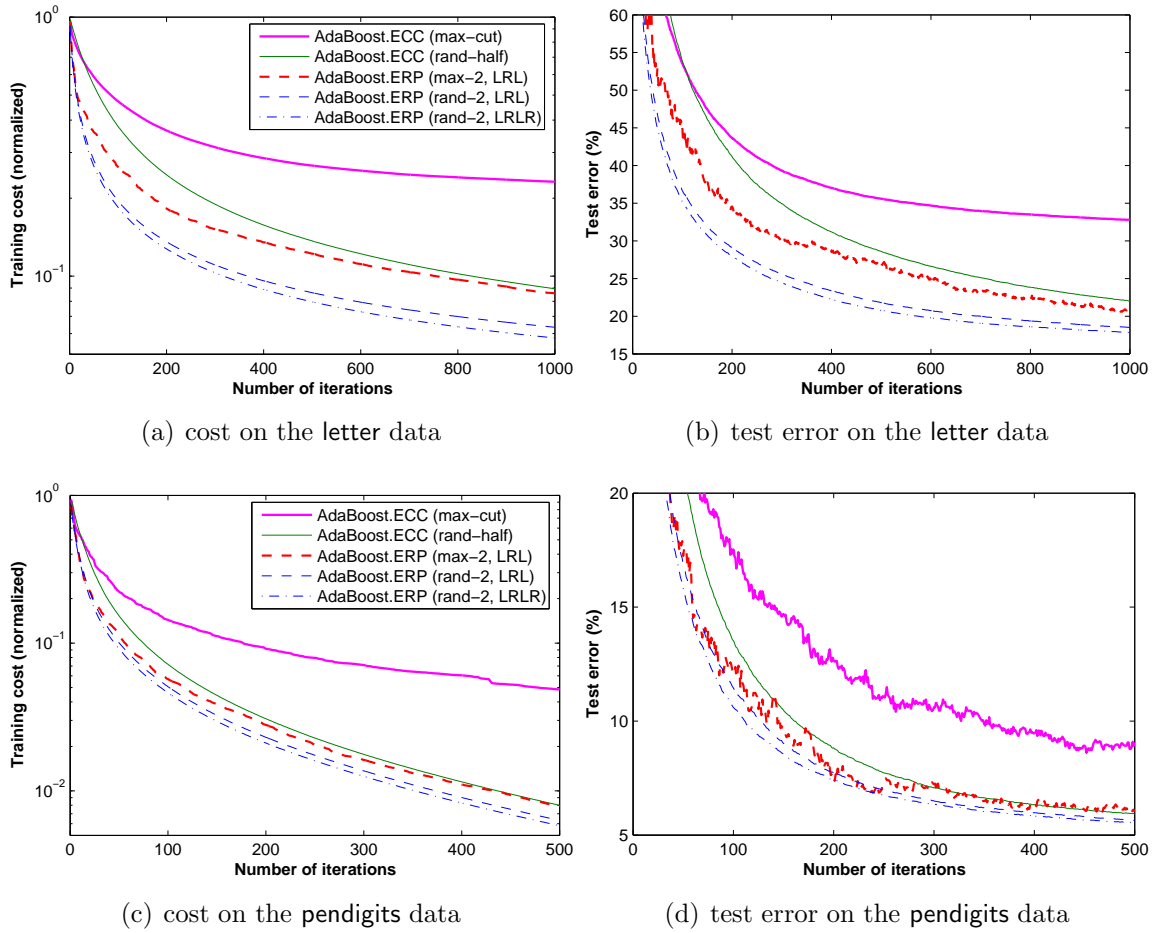 10^0
10^-1
Training cost (normalized)
0 200 400 600 800 1000
Number of iterations
AdaBoost.ECC (max-cut)
AdaBoost.ECC (rand-half)
AdaBoost.ERP (max-2, LRL)
AdaBoost.ERP (rand-2, LRL)
AdaBoost.ERP (rand-2, LRLR)
(a) cost on the letter data
60
55
50
45
40
35
30
25
20
15
Test error (%)
0 200 400 600 800 1000
Number of iterations
(b) test error on the letter data
10^0
10^-1
10^-2
Training cost (normalized)
0 100 200 300 400 500
Number of iterations
AdaBoost.ECC (max-cut)
AdaBoost.ECC (rand-half)
AdaBoost.ERP (max-2, LRL)
AdaBoost.ERP (rand-2, LRL)
AdaBoost.ERP (rand-2, LRLR)
(c) cost on the pendigits data
20
15
10
5
Test error (%)
0 100 200 300 400 500
Number of iterations
(d) test error on the pendigits data